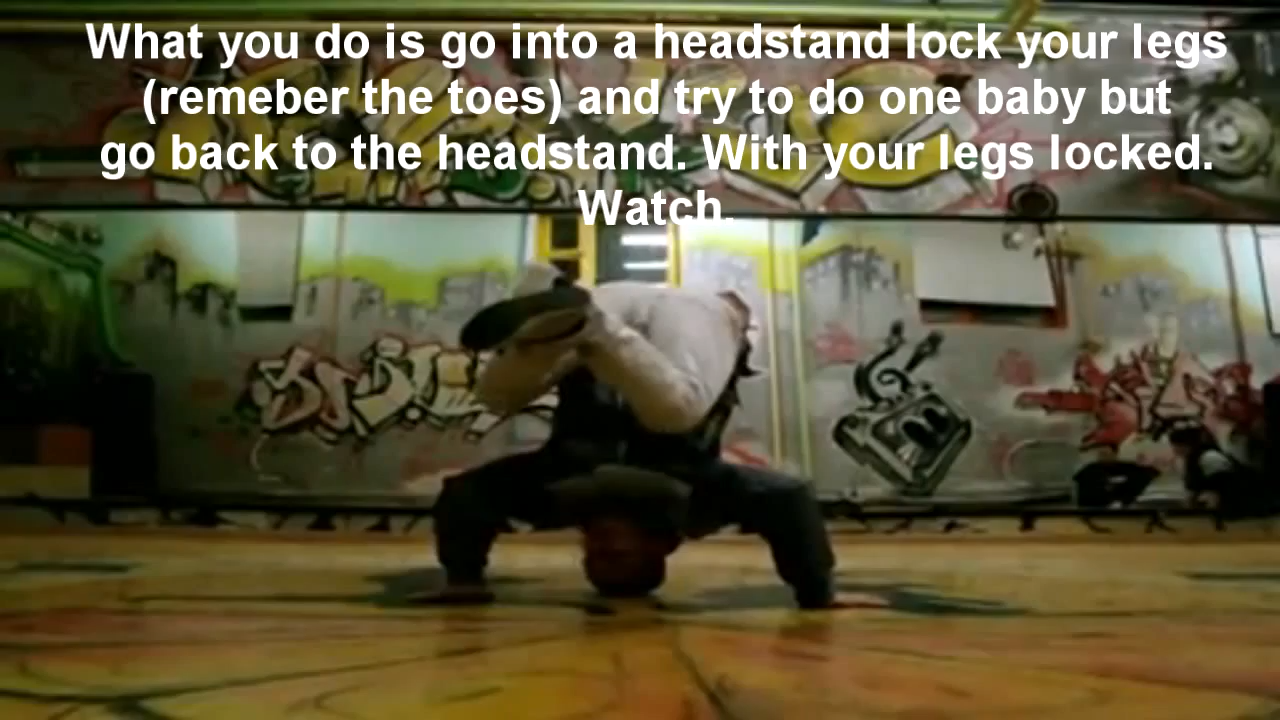 What you do is go into a headstand lock your legs
(remeber the toes) and try to do one baby but
go back to the headstand. With your legs locked.
Watch.